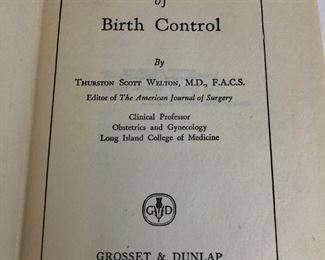 of
Birth Control
By
Thurston Scott Welton, M.D., F.A.C.S.
Editor of The American Journal of Surgery
Clinical Professor
Obstetrics and Gynecology
Long Island College of Medicine
G D
GROSSET & DUNLAP